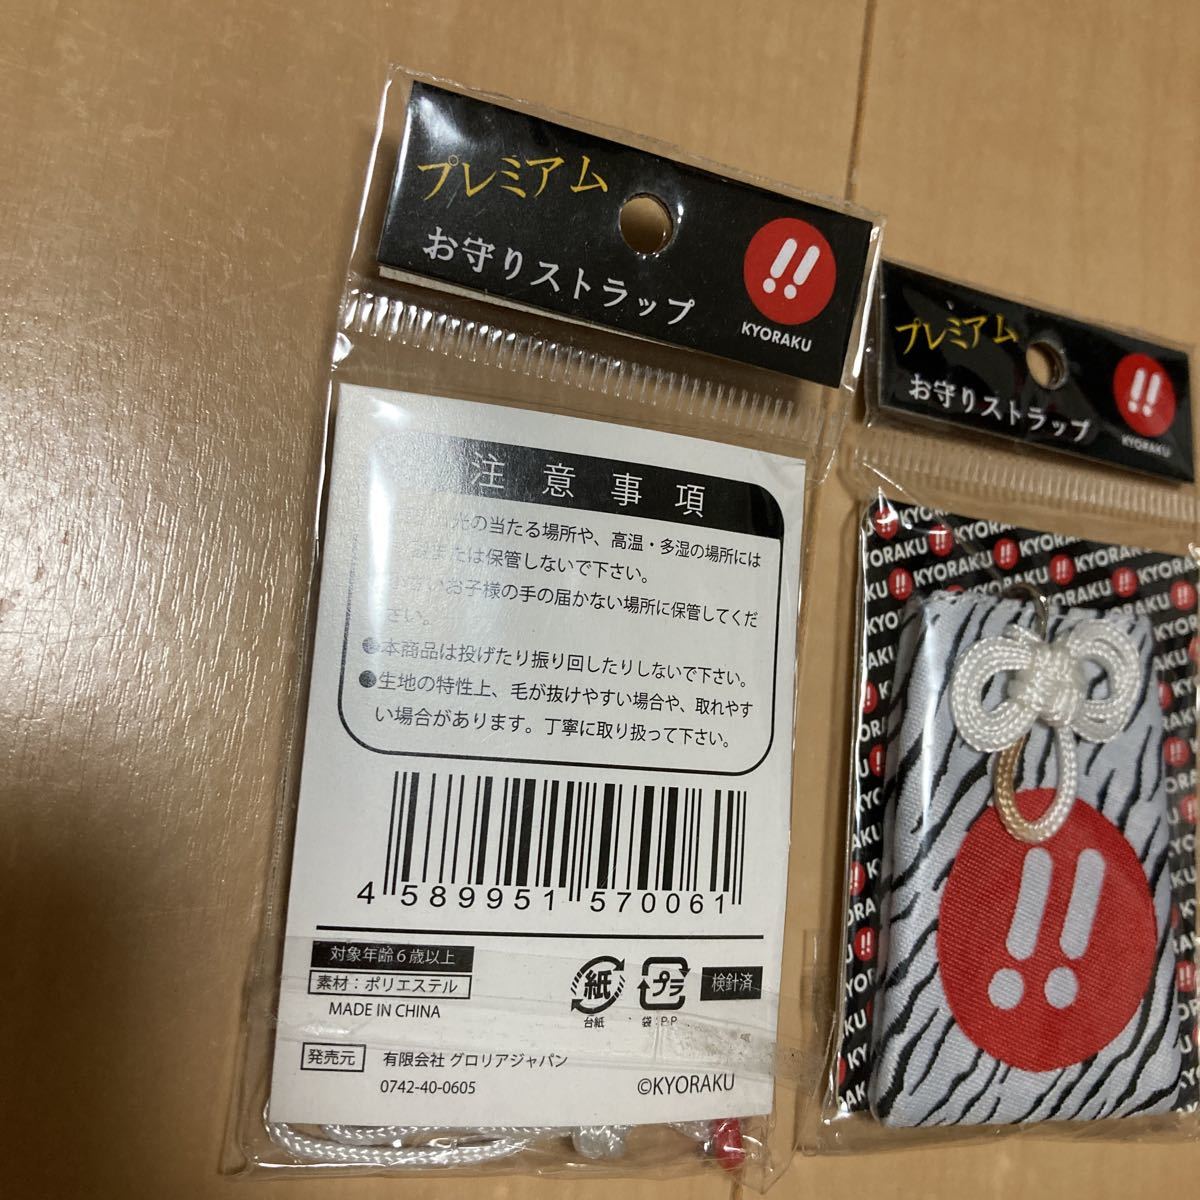 プレミアム
お守りストラップ
!!
KYORAKU
注意事項
光の当たる場所や、高温・多湿の場所には
または保管しないで下さい。
お子様の手の届かない場所に保管してくだ
さい。
●本商品は投げたり振り回したりしないで下さい。
●生地の特性上、毛が抜けやすい場合や、取れやす
い場合があります。丁寧に取り扱って下さい。
4 589951 570061
対象年齢6歳以上
素材：ポリエステル
MADE IN CHINA
紙
台紙
プラ
袋：P.P
検針済
発売元
有限会社 グロリアジャパン
0742-40-0605
©KYORAKU
プレミアム
お守りストラップ
!!
KYORAKU
KYORAKU !! KYORAKU
!!